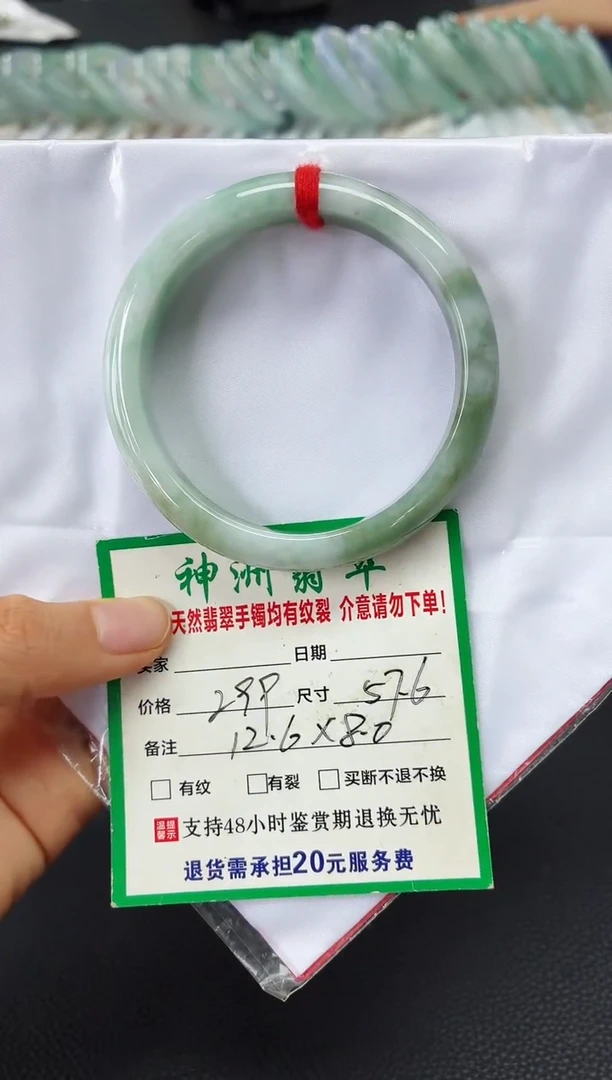 神洲翡翠
天然翡翠手镯均有纹裂 介意请勿下单!
家 日期
价格 299 尺寸 57.6
备注 12.6×8.0
□有纹 □有裂 □买断不退不换
温馨提示 支持48小时鉴赏期退换无忧
退货需承担20元服务费